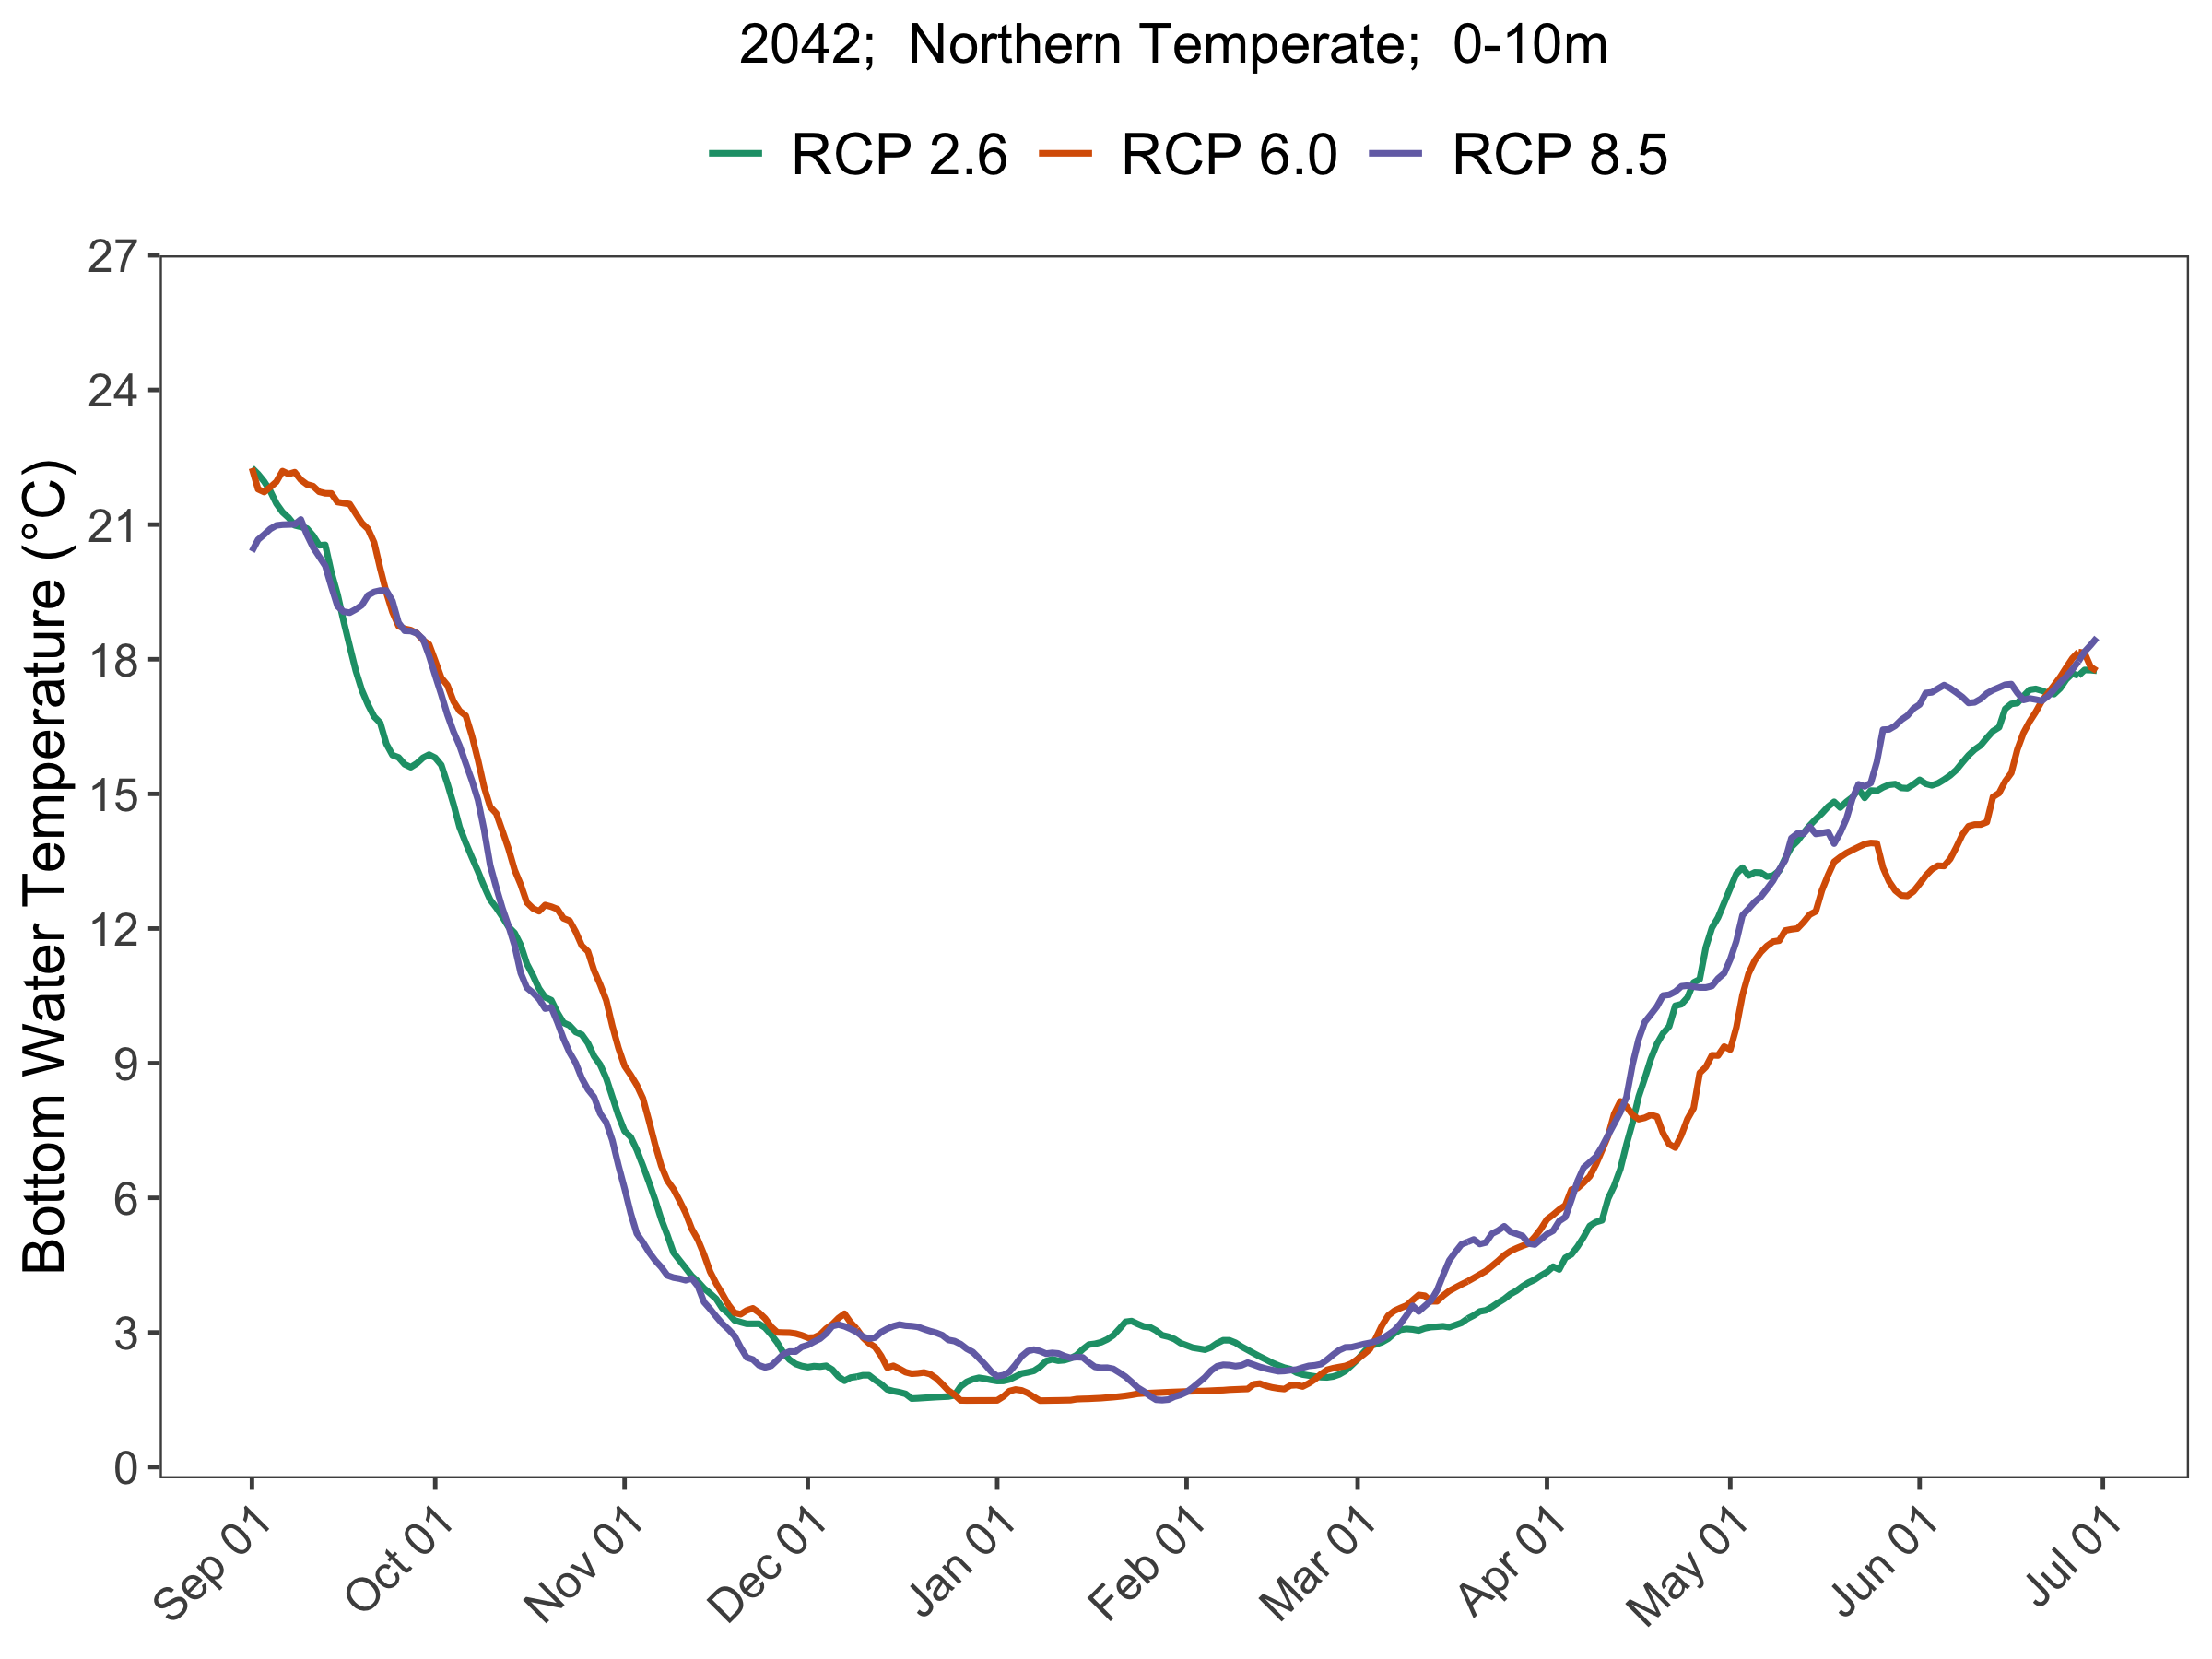 2042;  Northern Temperate;  0-10m
RCP 2.6 RCP 6.0 RCP 8.5
Bottom Water Temperature (°C)
27
24
21
18
15
12
9
6
3
0
Sep 01 Oct 01 Nov 01 Dec 01 Jan 01 Feb 01 Mar 01 Apr 01 May 01 Jun 01 Jul 01